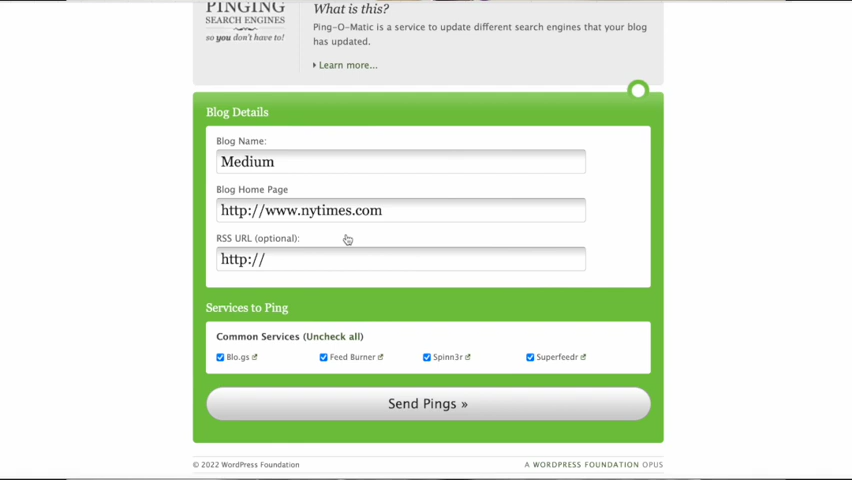 PINGING
SEARCH ENGINES
so you don't have to!
What is this?
Ping-O-Matic is a service to update different search engines that your blog
has updated.
Learn more...
Blog Details
Blog Name:
Medium
Blog Home Page
http://www.nytimes.com
RSS URL (optional):
http://
Services to Ping
Common Services (Uncheck all)
Blo.gs Feed Burner Spinn3r Superfeedr
Send Pings »
© 2022 WordPress Foundation A WORDPRESS FOUNDATION OPUS